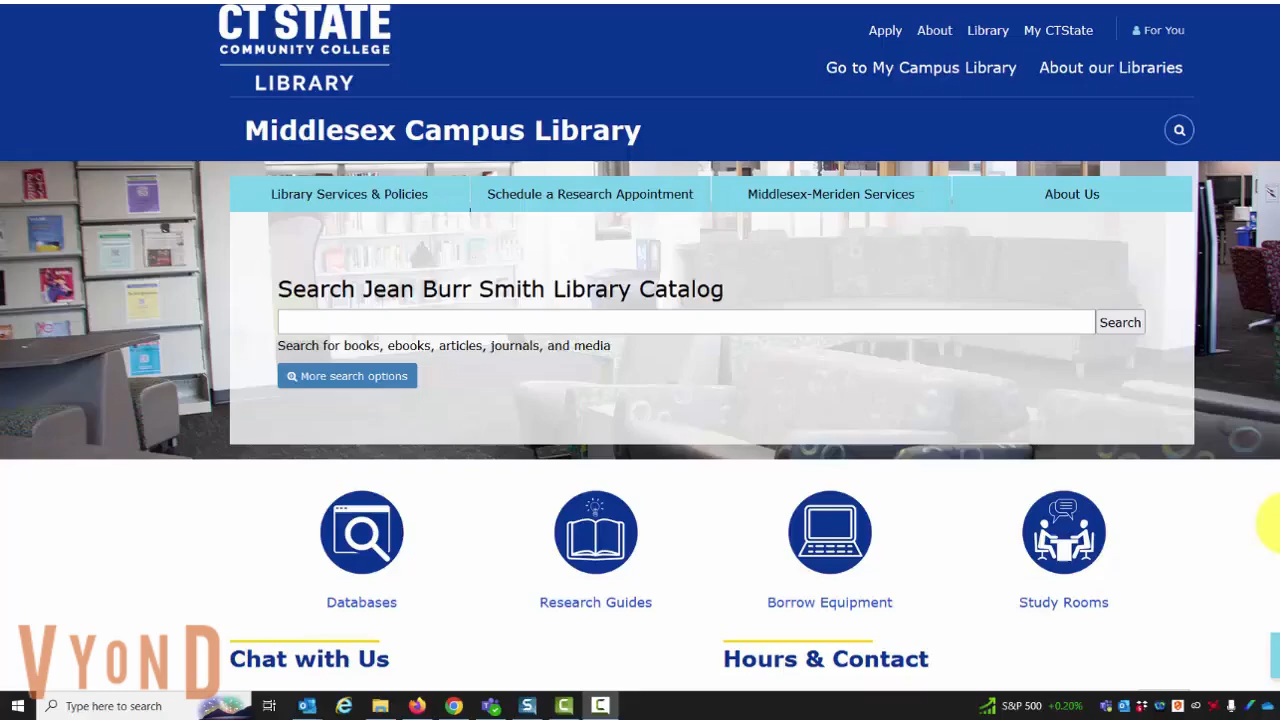 CT STATE
COMMUNITY COLLEGE
LIBRARY
Apply About Library My CTState For You
Go to My Campus Library About our Libraries
Middlesex Campus Library
Library Services & Policies Schedule a Research Appointment Middlesex-Meriden Services About Us
Search Jean Burr Smith Library Catalog
Search
Search for books, ebooks, articles, journals, and media
More search options
Databases Research Guides Borrow Equipment Study Rooms
Chat with Us Hours & Contact
VYOND
Type here to search S&P 500 +0.20%